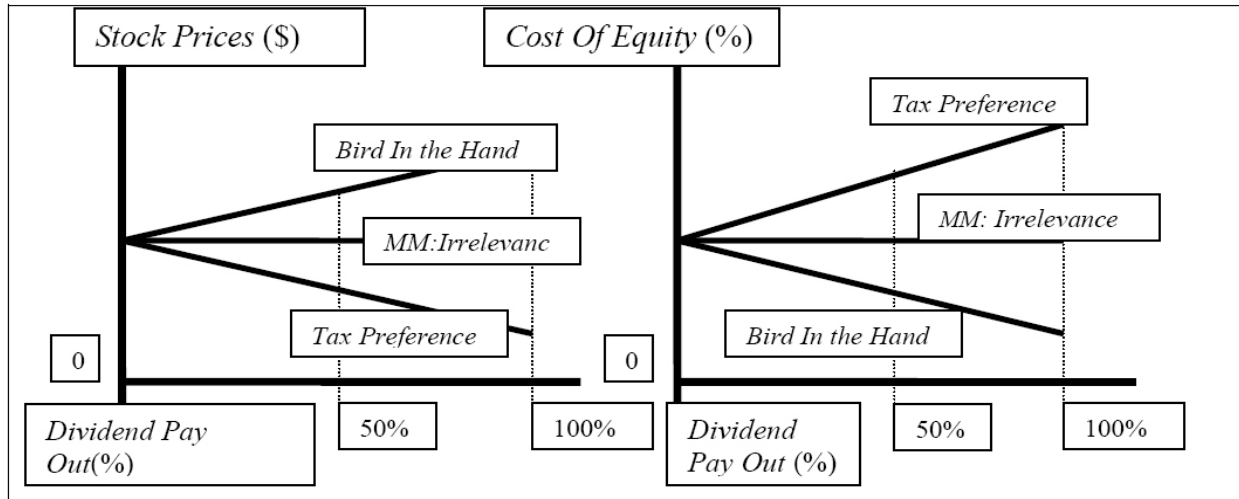 Stock Prices ($)
Cost Of Equity (%)
Tax Preference
Bird In the Hand
MM: Irrelevance
MM:Irrelevanc
Tax Preference
Bird In the Hand
0
0
Dividend Pay
Out(%)
50%
100%
Dividend
Pay Out (%)
50%
100%